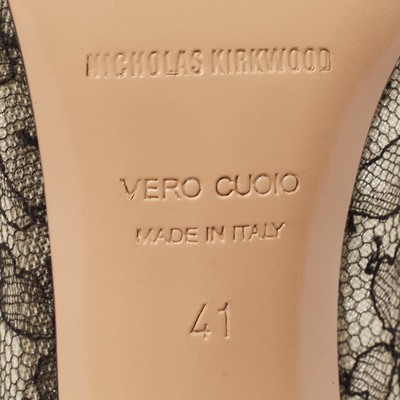 NICHOLAS KIRKWOOD
VERO CUOIO
MADE IN ITALY
41